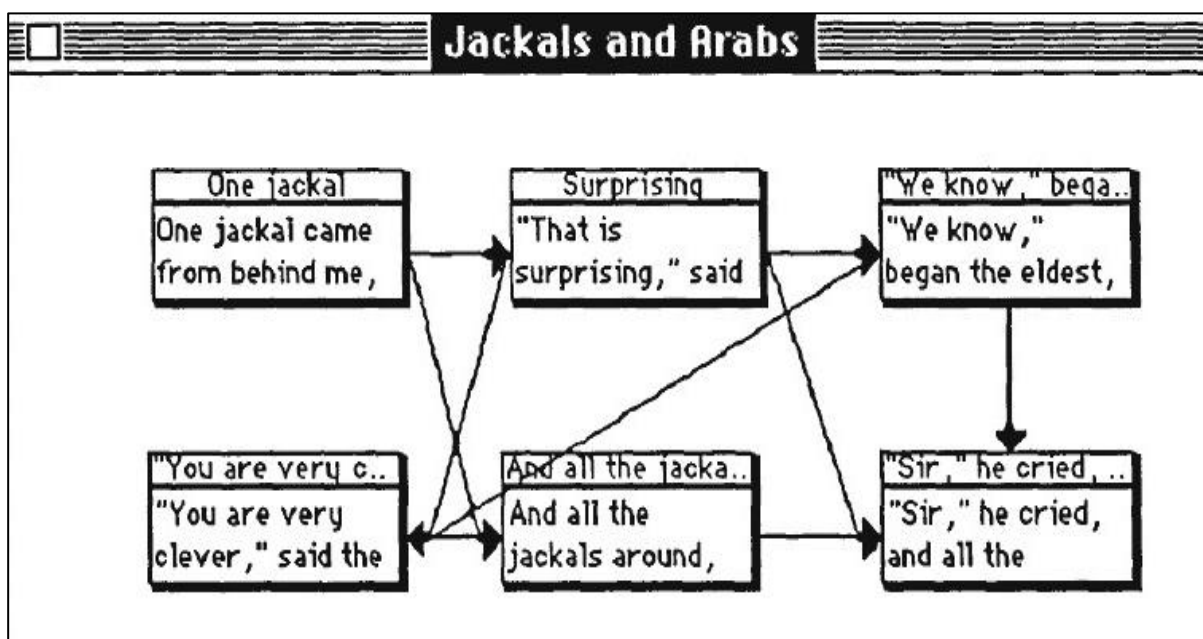 Jackals and Arabs
One jackal
One jackal came
from behind me,
Surprising
"That is
surprising," said
"We know," bega..
"We know,"
began the eldest,
"You are very c..
"You are very
clever," said the
And all the jacka..
And all the
jackals around,
"Sir," he cried, ..
"Sir," he cried,
and all the